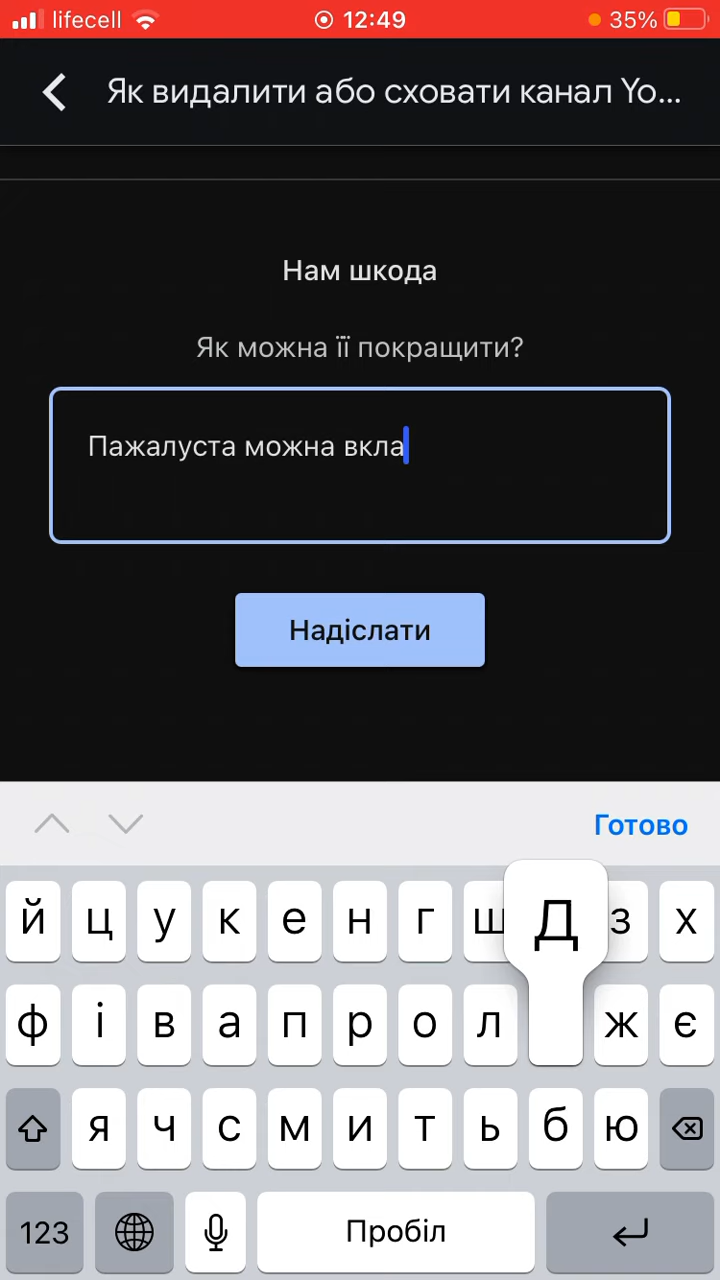 lifecell 12:49 35%
Як видалити або сховати канал Yo...
Нам шкода
Як можна її покращити?
Пажалуста можна вкла
Надіслати
Готово
й ц у к е н г ш Д з х
ф і в а п р о л ж є
я ч с м и т ь б ю
123 Пробіл